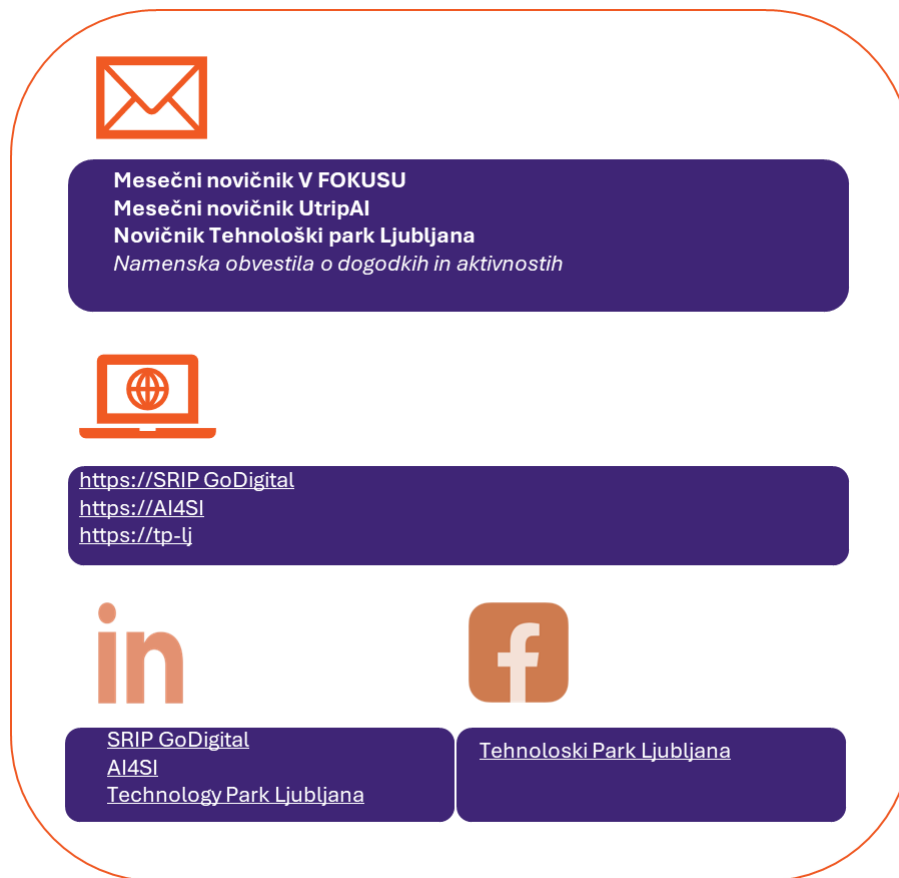 Mesečni novičnik V FOKUSU
Mesečni novičnik UtripAI
Novičnik Tehnološki park Ljubljana
Namenska obvestila o dogodkih in aktivnostih
https://SRIP GoDigital
https://AI4SI
https://tp-lj
in
SRIP GoDigital
AI4SI
Technology Park Ljubljana
f
Tehnoloski Park Ljubljana